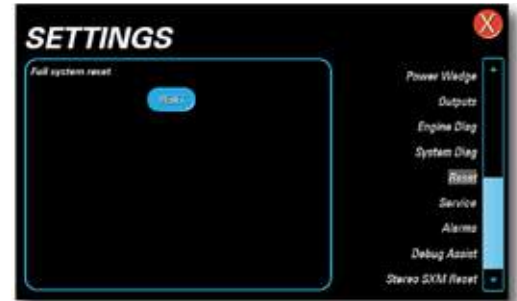 SETTINGS
X
Full system reset
Power Wedge
Outputs
Engine Diag
System Diag
Reset
Service
Alarms
Debug Assist
Stereo SXM Reset